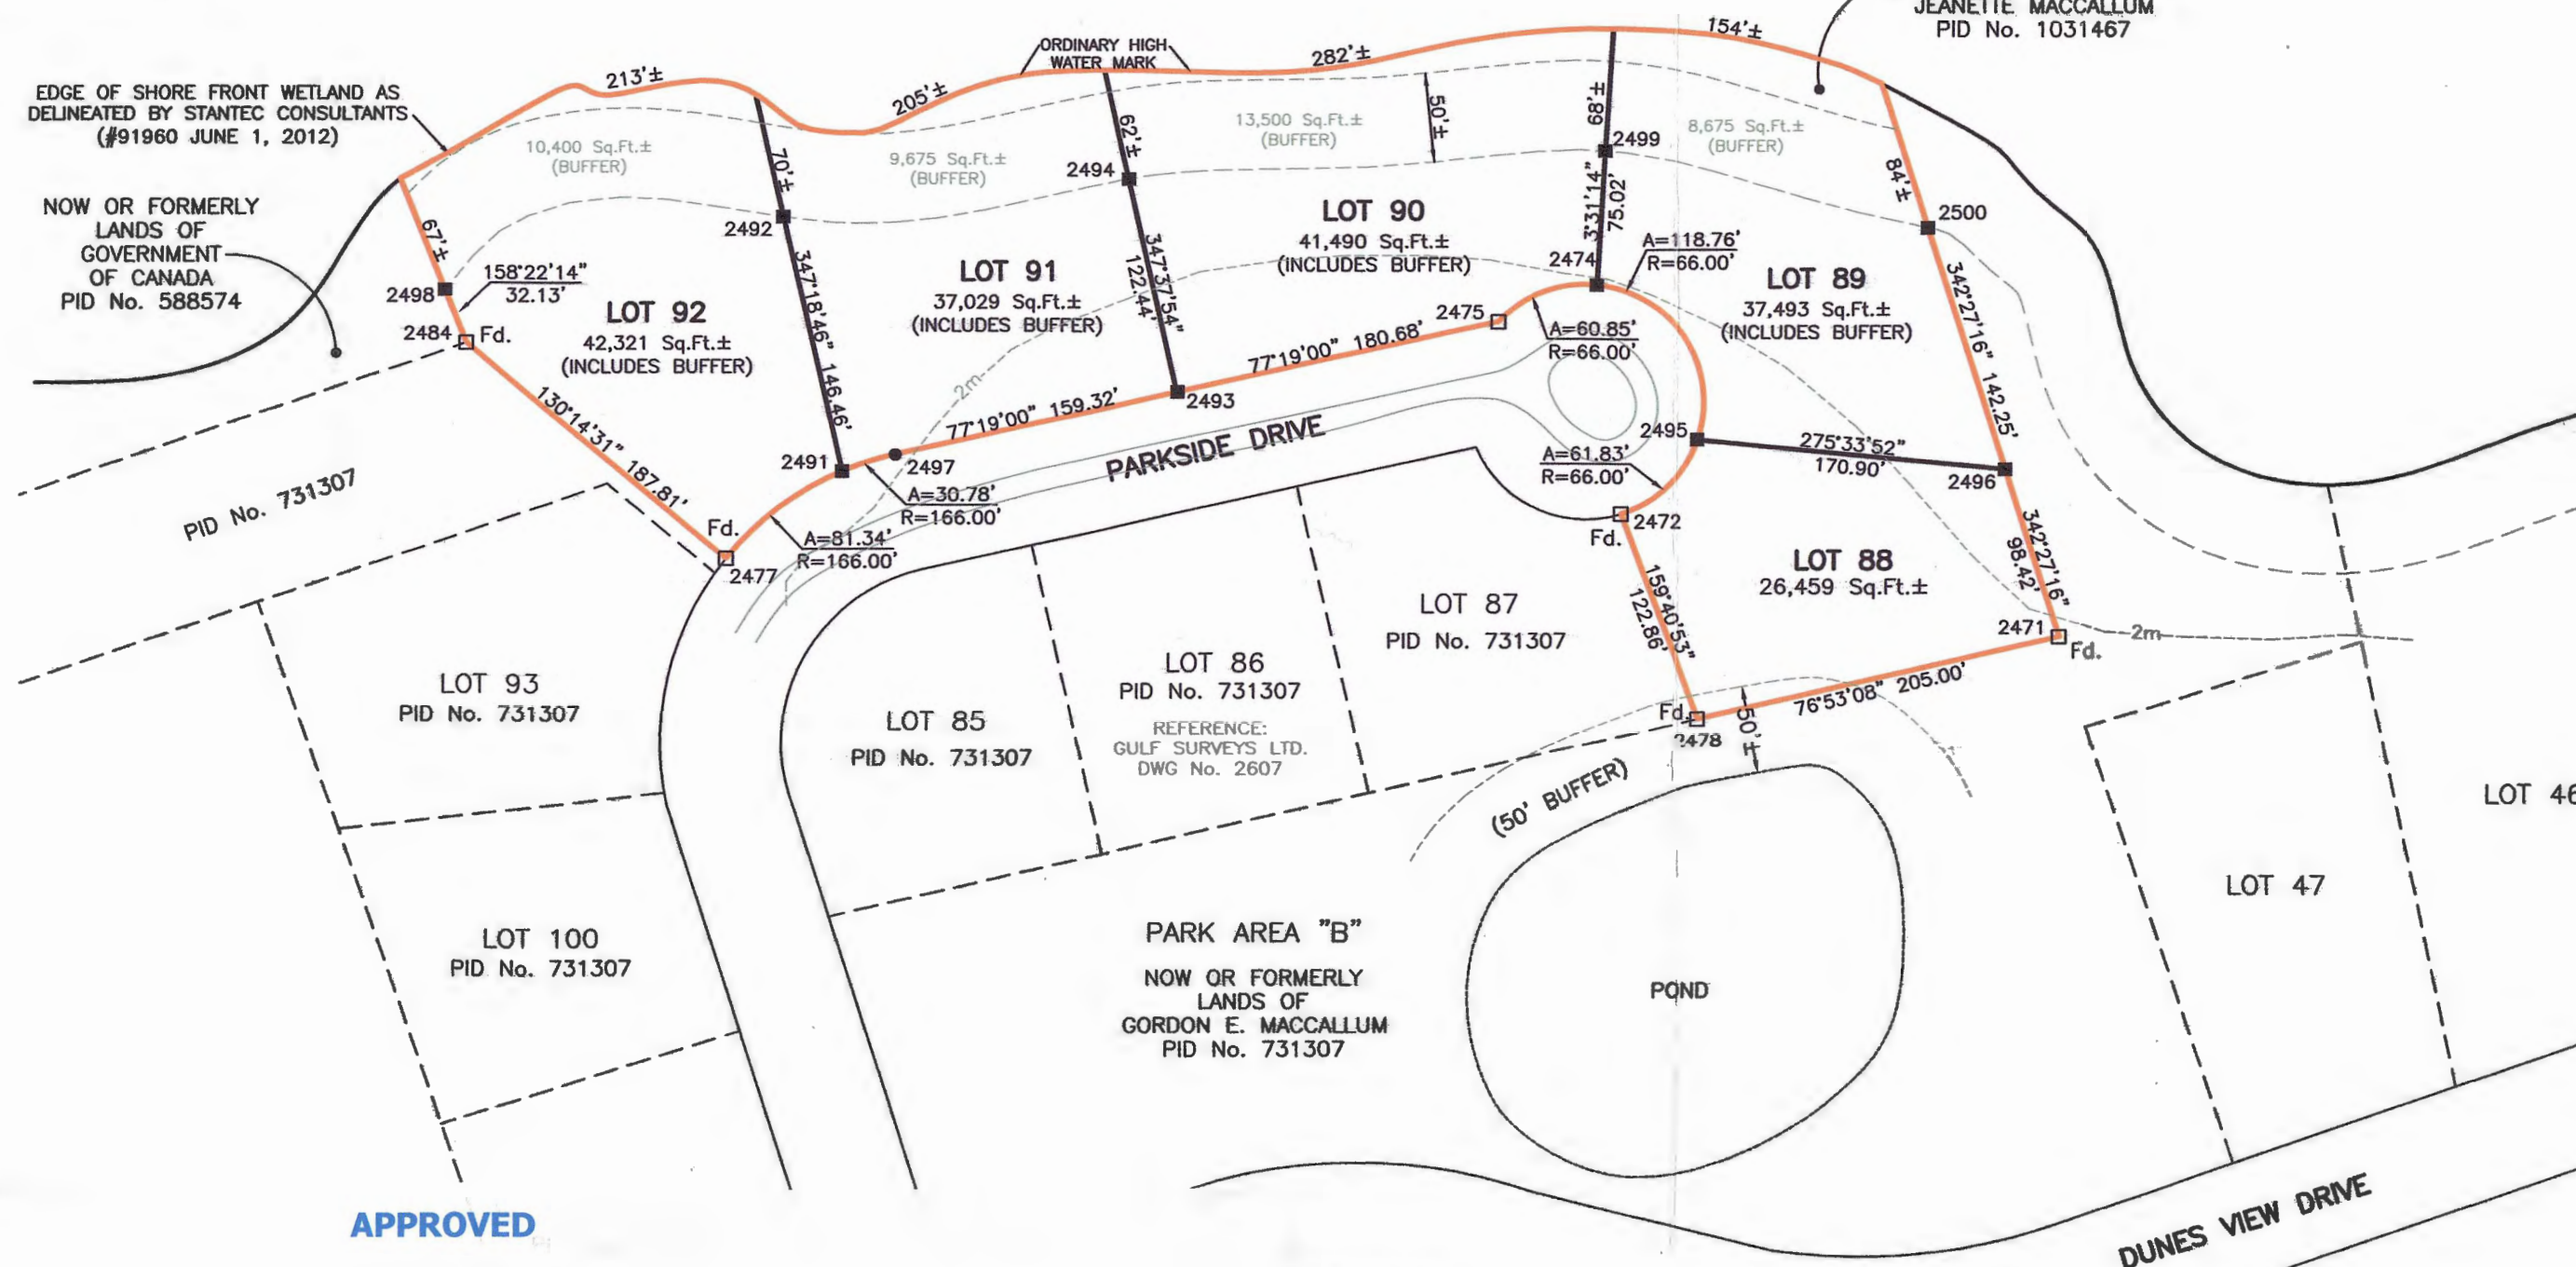 JEANETTE MACCALLUM
PID No. 1031467
154'±
ORDINARY HIGH
WATER MARK
282'±
213'±
205'±
EDGE OF SHORE FRONT WETLAND AS
DELINEATED BY STANTEC CONSULTANTS
(#91960 JUNE 1, 2012)
10,400 Sq.Ft.±
(BUFFER)
9,675 Sq.Ft.±
(BUFFER)
13,500 Sq.Ft.±
(BUFFER)
8,675 Sq.Ft.±
(BUFFER)
50'±
68'±
62'±
70'±
84'±
67'±
2499
2494
2492
2500
2498
NOW OR FORMERLY
LANDS OF
GOVERNMENT
OF CANADA
PID No. 588574
158°22'14"
32.13'
2484
Fd.
LOT 92
42,321 Sq.Ft.±
(INCLUDES BUFFER)
347°18'46" 146.46'
LOT 91
37,029 Sq.Ft.±
(INCLUDES BUFFER)
347°37'54"
122.44'
LOT 90
41,490 Sq.Ft.±
(INCLUDES BUFFER)
3°31'14"
75.02'
2474
A=118.76'
R=66.00'
LOT 89
37,493 Sq.Ft.±
(INCLUDES BUFFER)
342°27'16" 142.25'
2475
A=60.85'
R=66.00'
77°19'00" 180.68'
2m
77°19'00" 159.32'
2493
130°14'31" 187.81'
2491
2497
A=30.78'
R=166.00'
A=81.34'
R=166.00'
Fd.
2477
PARKSIDE DRIVE
2495
A=61.83'
R=66.00'
275°33'52"
170.90'
2496
2472
Fd.
LOT 88
26,459 Sq.Ft.±
342°27'16"
98.42'
159°40'53"
122.86'
2471
Fd.
2m
76°53'08" 205.00'
Fd.
2478
50'±
(50' BUFFER)
PID No. 731307
LOT 93
PID No. 731307
LOT 85
PID No. 731307
LOT 86
PID No. 731307
REFERENCE:
GULF SURVEYS LTD.
DWG No. 2607
LOT 87
PID No. 731307
LOT 100
PID No. 731307
PARK AREA "B"
NOW OR FORMERLY
LANDS OF
GORDON E. MACCALLUM
PID No. 731307
POND
LOT 46
LOT 47
DUNES VIEW DRIVE
APPROVED